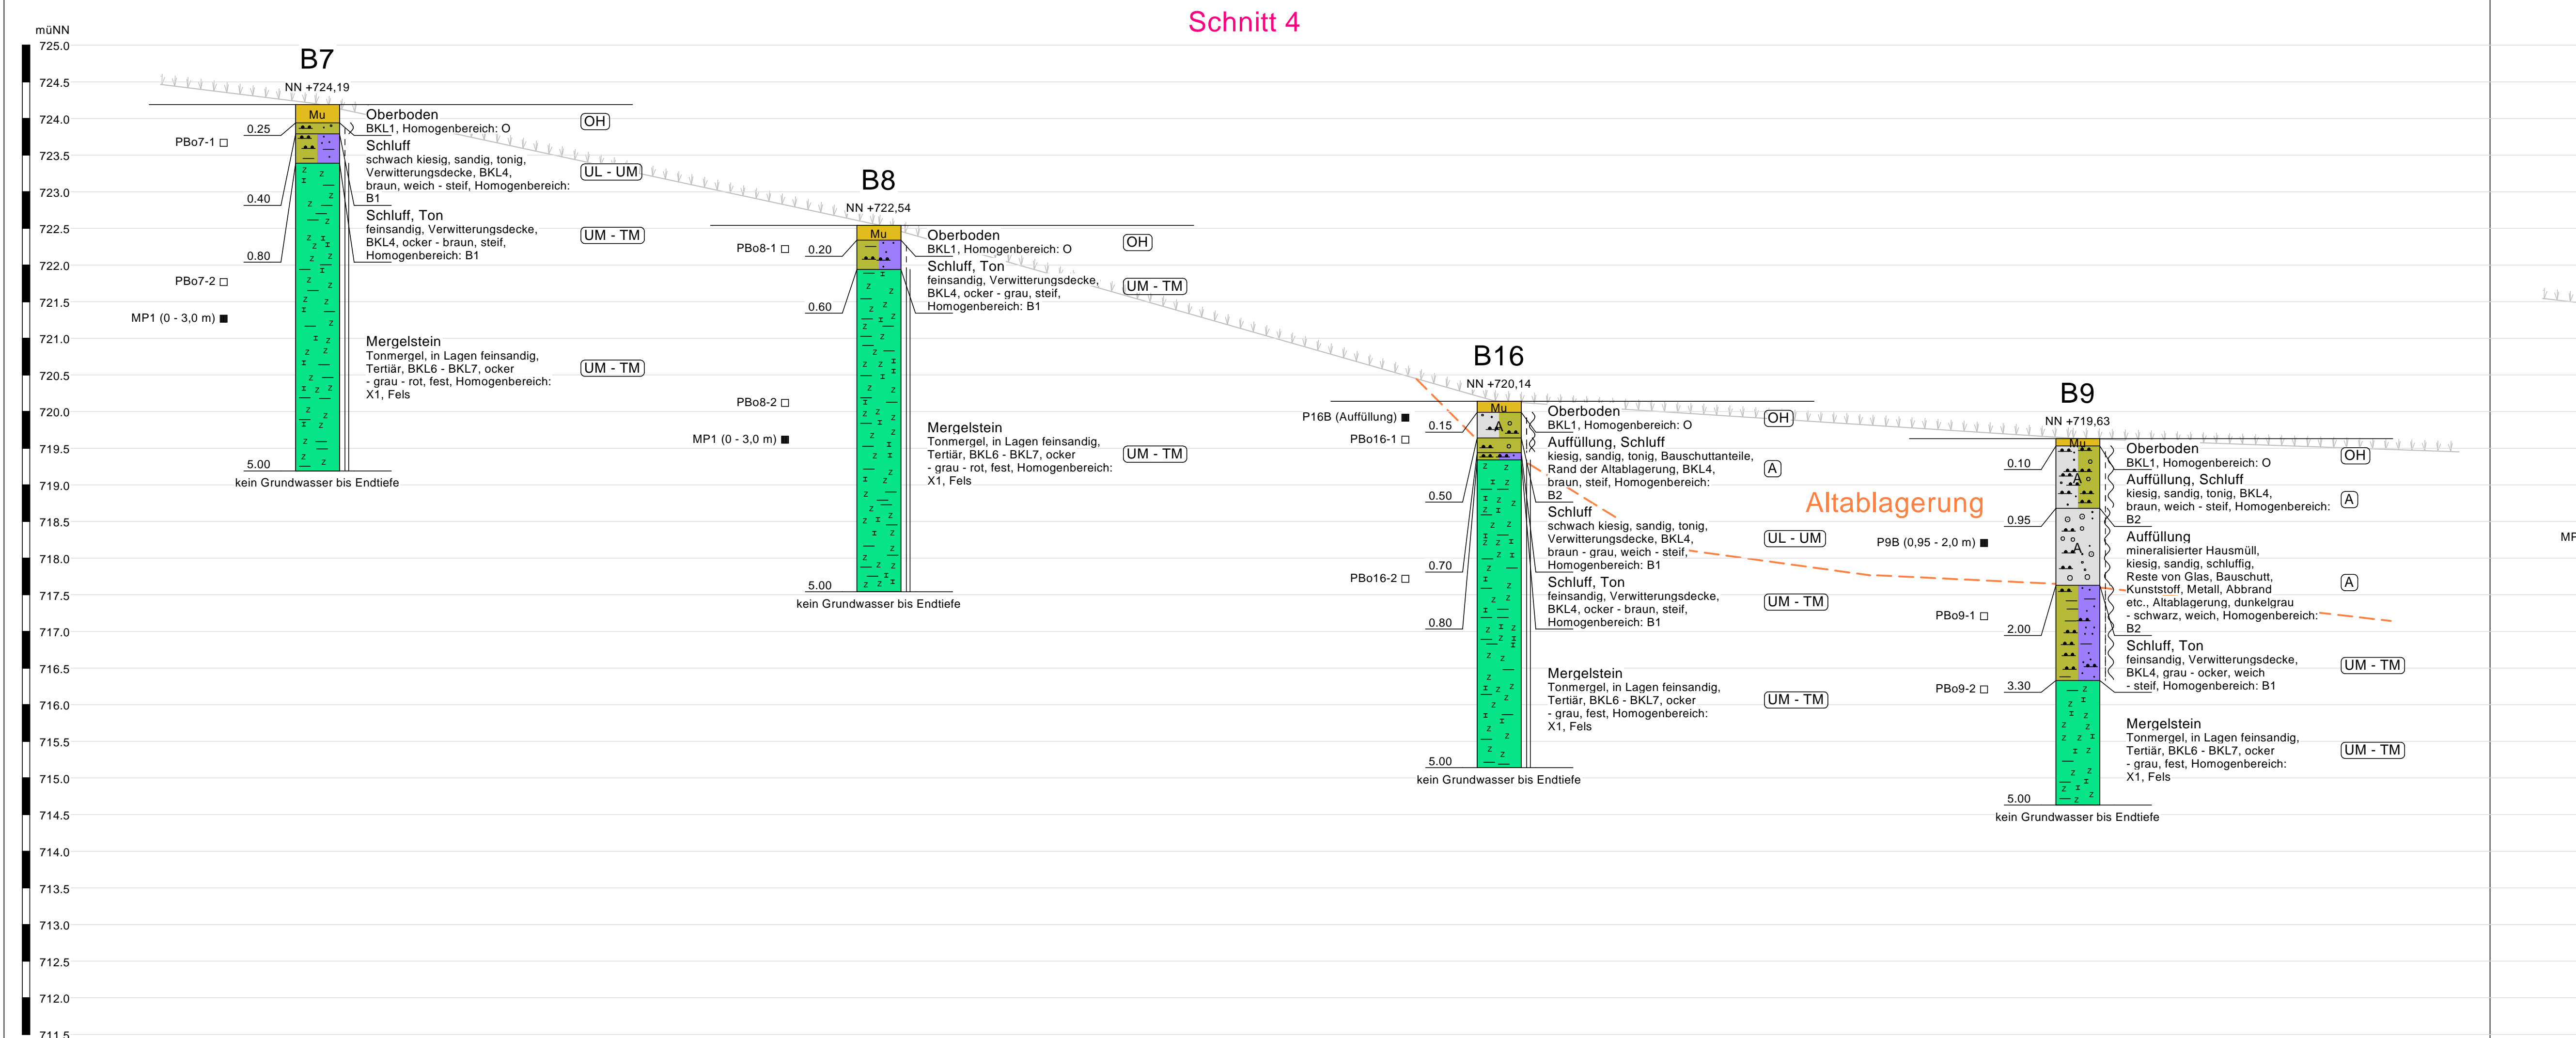 Schnitt 4
müNN
725.0
724.5
724.0
723.5
723.0
722.5
722.0
721.5
721.0
720.5
720.0
719.5
719.0
718.5
718.0
717.5
717.0
716.5
716.0
715.5
715.0
714.5
714.0
713.5
713.0
712.5
712.0
711.5
B7
NN +724,19
Mu
0.25
PBo7-1
0.40
0.80
PBo7-2
MP1 (0 - 3,0 m)
5.00
kein Grundwasser bis Endtiefe
Oberboden
BKL1, Homogenbereich: O
OH
Schluff
schwach kiesig, sandig, tonig,
Verwitterungsdecke, BKL4,
braun, weich - steif, Homogenbereich:
B1
UL - UM
Schluff, Ton
feinsandig, Verwitterungsdecke,
BKL4, ocker - braun, steif,
Homogenbereich: B1
UM - TM
Mergelstein
Tonmergel, in Lagen feinsandig,
Tertiär, BKL6 - BKL7, ocker
- grau - rot, fest, Homogenbereich:
X1, Fels
UM - TM
B8
NN +722,54
Mu
PBo8-1
0.20
0.60
PBo8-2
MP1 (0 - 3,0 m)
5.00
kein Grundwasser bis Endtiefe
Oberboden
BKL1, Homogenbereich: O
OH
Schluff, Ton
feinsandig, Verwitterungsdecke,
BKL4, ocker - grau, steif,
Homogenbereich: B1
UM - TM
Mergelstein
Tonmergel, in Lagen feinsandig,
Tertiär, BKL6 - BKL7, ocker
- grau - rot, fest, Homogenbereich:
X1, Fels
UM - TM
B16
NN +720,14
Mu
A
P16B (Auffüllung)
0.15
PBo16-1
0.50
0.70
PBo16-2
0.80
5.00
kein Grundwasser bis Endtiefe
Oberboden
BKL1, Homogenbereich: O
OH
Auffüllung, Schluff
kiesig, sandig, tonig, Bauschuttanteile,
Rand der Altablagerung, BKL4,
braun, steif, Homogenbereich:
B2
A
Schluff
schwach kiesig, sandig, tonig,
Verwitterungsdecke, BKL4,
braun - grau, weich - steif,
Homogenbereich: B1
UL - UM
Schluff, Ton
feinsandig, Verwitterungsdecke,
BKL4, ocker - braun, steif,
Homogenbereich: B1
UM - TM
Mergelstein
Tonmergel, in Lagen feinsandig,
Tertiär, BKL6 - BKL7, ocker
- grau, fest, Homogenbereich:
X1, Fels
UM - TM
Altablagerung
B9
NN +719,63
Mu
A
A
0.10
0.95
P9B (0,95 - 2,0 m)
PBo9-1
2.00
PBo9-2
3.30
5.00
kein Grundwasser bis Endtiefe
Oberboden
BKL1, Homogenbereich: O
OH
Auffüllung, Schluff
kiesig, sandig, tonig, BKL4,
braun, weich - steif, Homogenbereich:
B2
A
Auffüllung
mineralisierter Hausmüll,
kiesig, sandig, schluffig,
Reste von Glas, Bauschutt,
Kunststoff, Metall, Abbrand
etc., Altablagerung, dunkelgrau
- schwarz, weich, Homogenbereich:
B2
A
Schluff, Ton
feinsandig, Verwitterungsdecke,
BKL4, grau - ocker, weich
- steif, Homogenbereich: B1
UM - TM
Mergelstein
Tonmergel, in Lagen feinsandig,
Tertiär, BKL6 - BKL7, ocker
- grau, fest, Homogenbereich:
X1, Fels
UM - TM